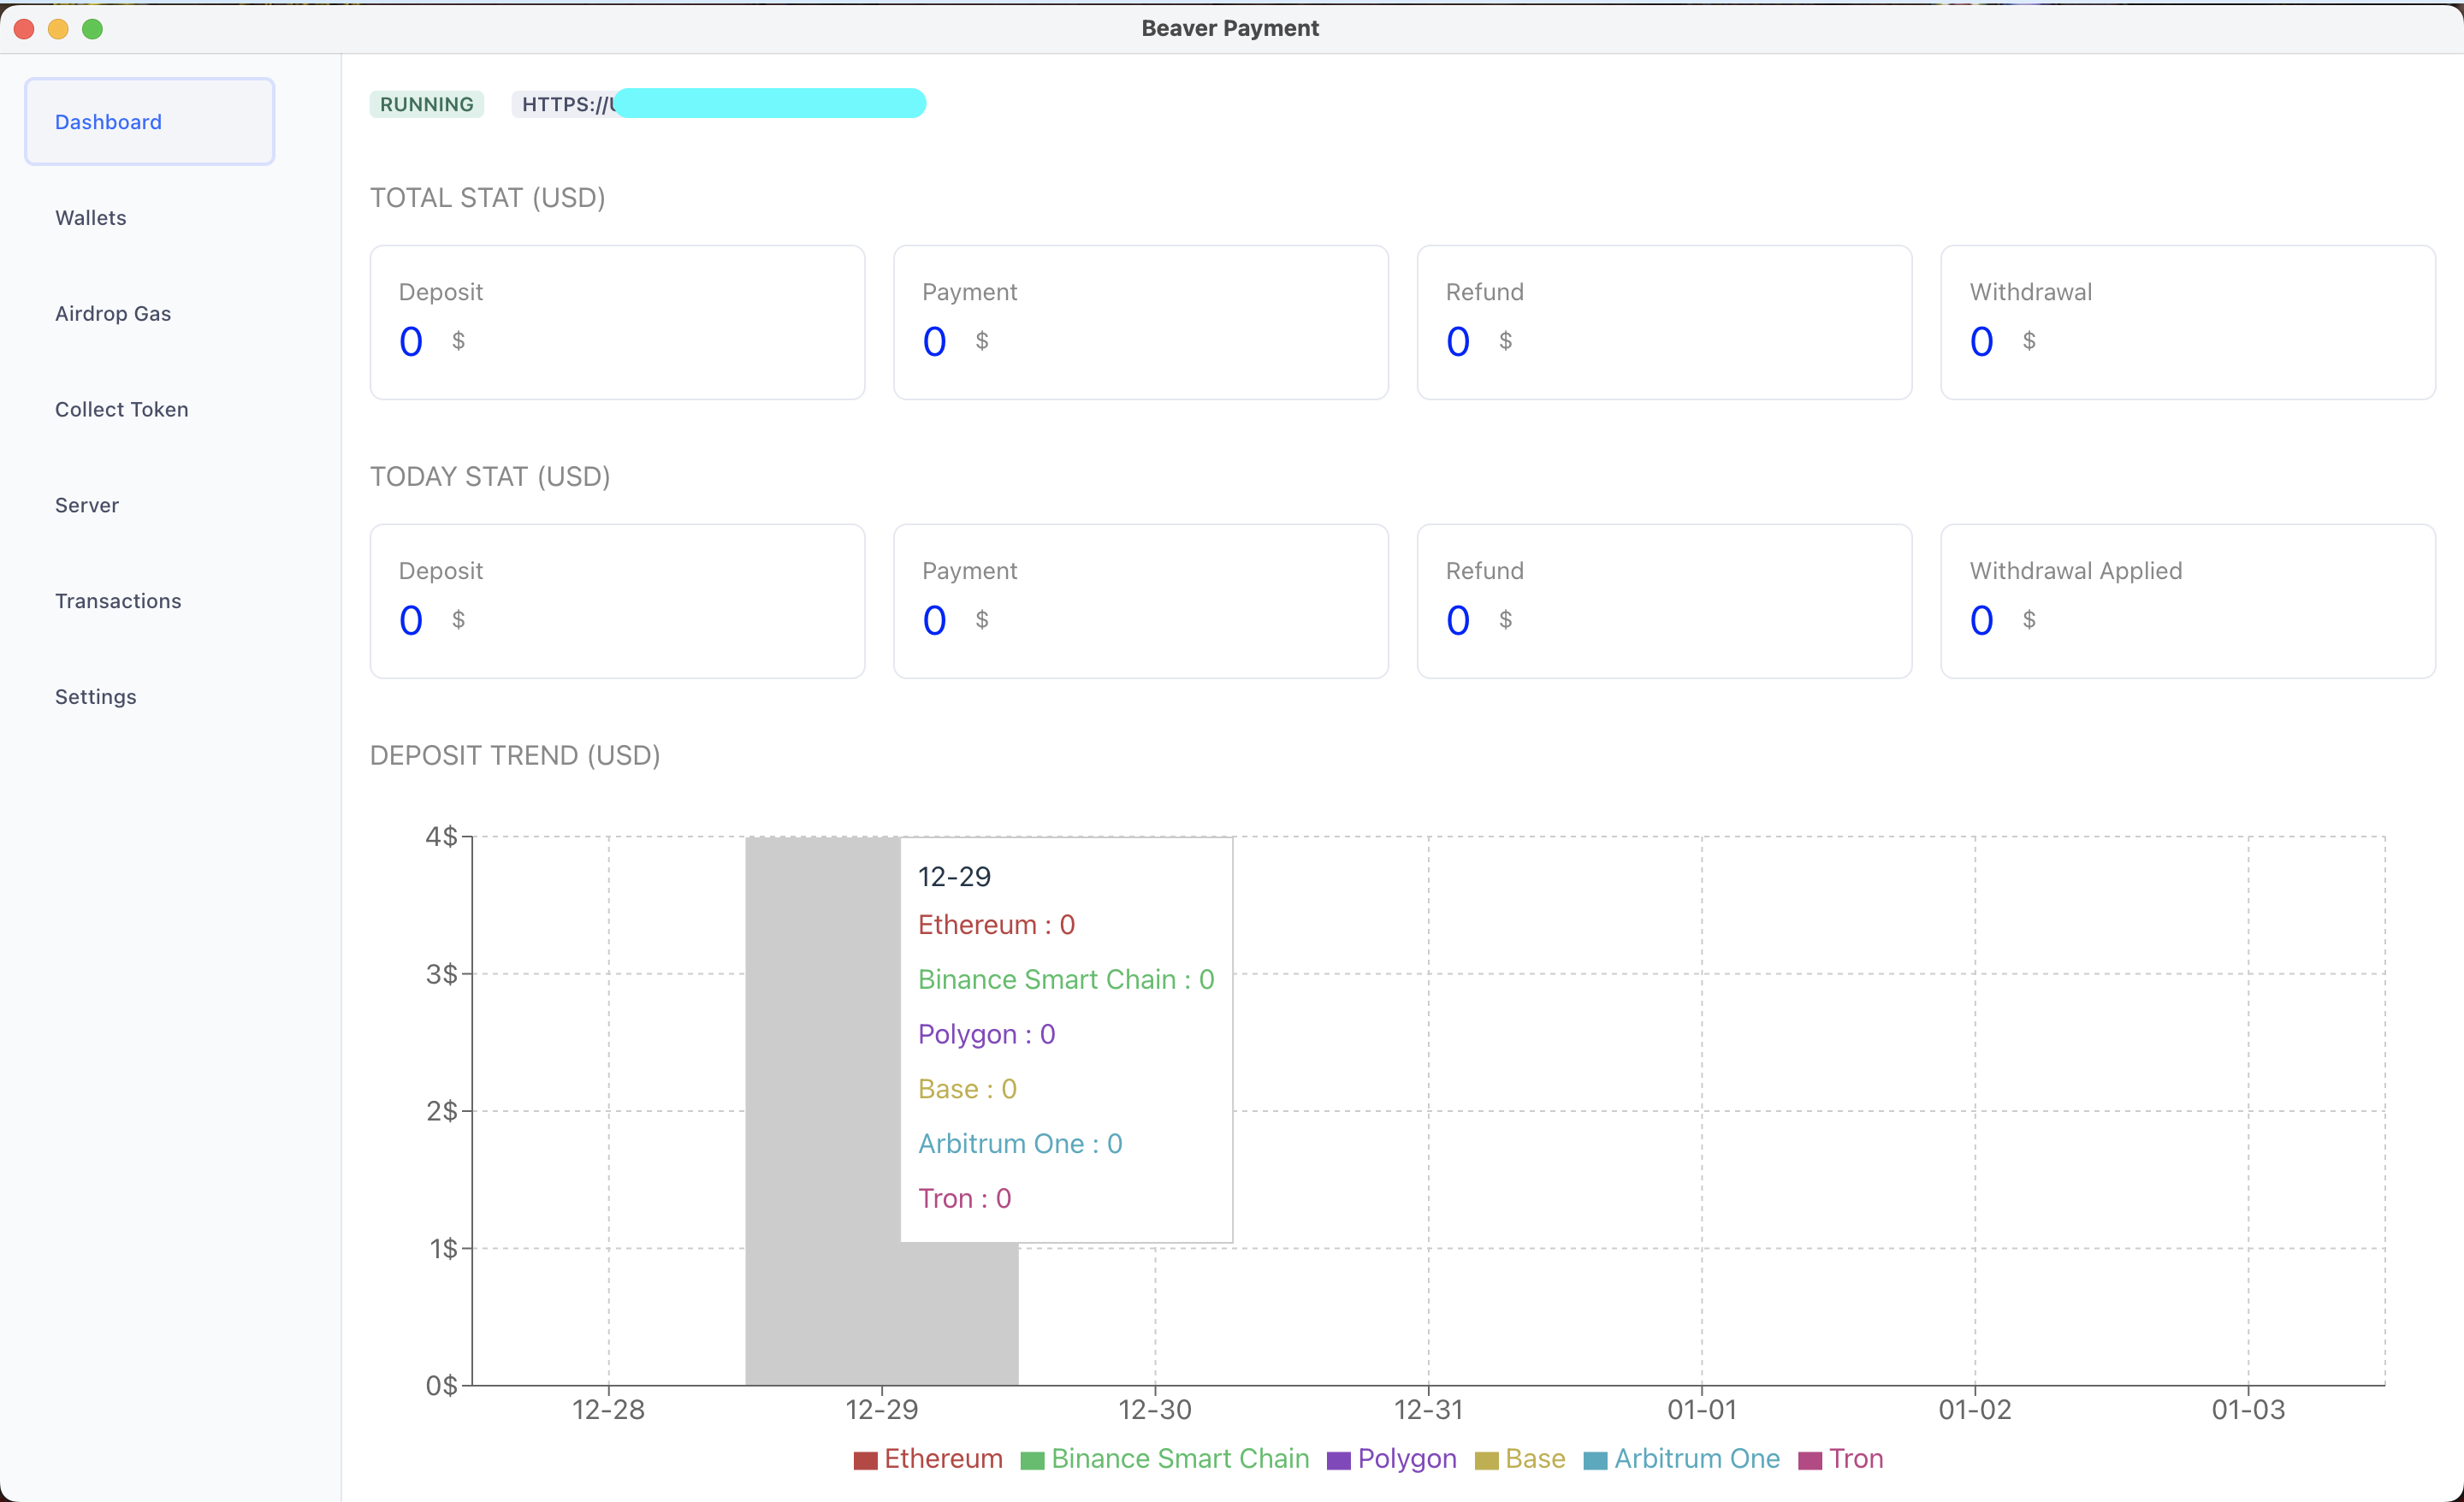 Beaver Payment
Dashboard
Wallets
Airdrop Gas
Collect Token
Server
Transactions
Settings
RUNNING
HTTPS://
TOTAL STAT (USD)
Deposit
0 $
Payment
0 $
Refund
0 $
Withdrawal
0 $
TODAY STAT (USD)
Deposit
0 $
Payment
0 $
Refund
0 $
Withdrawal Applied
0 $
DEPOSIT TREND (USD)
4$
3$
2$
1$
0$
12-29
Ethereum : 0
Binance Smart Chain : 0
Polygon : 0
Base : 0
Arbitrum One : 0
Tron : 0
12-28 12-29 12-30 12-31 01-01 01-02 01-03
Ethereum Binance Smart Chain Polygon Base Arbitrum One Tron